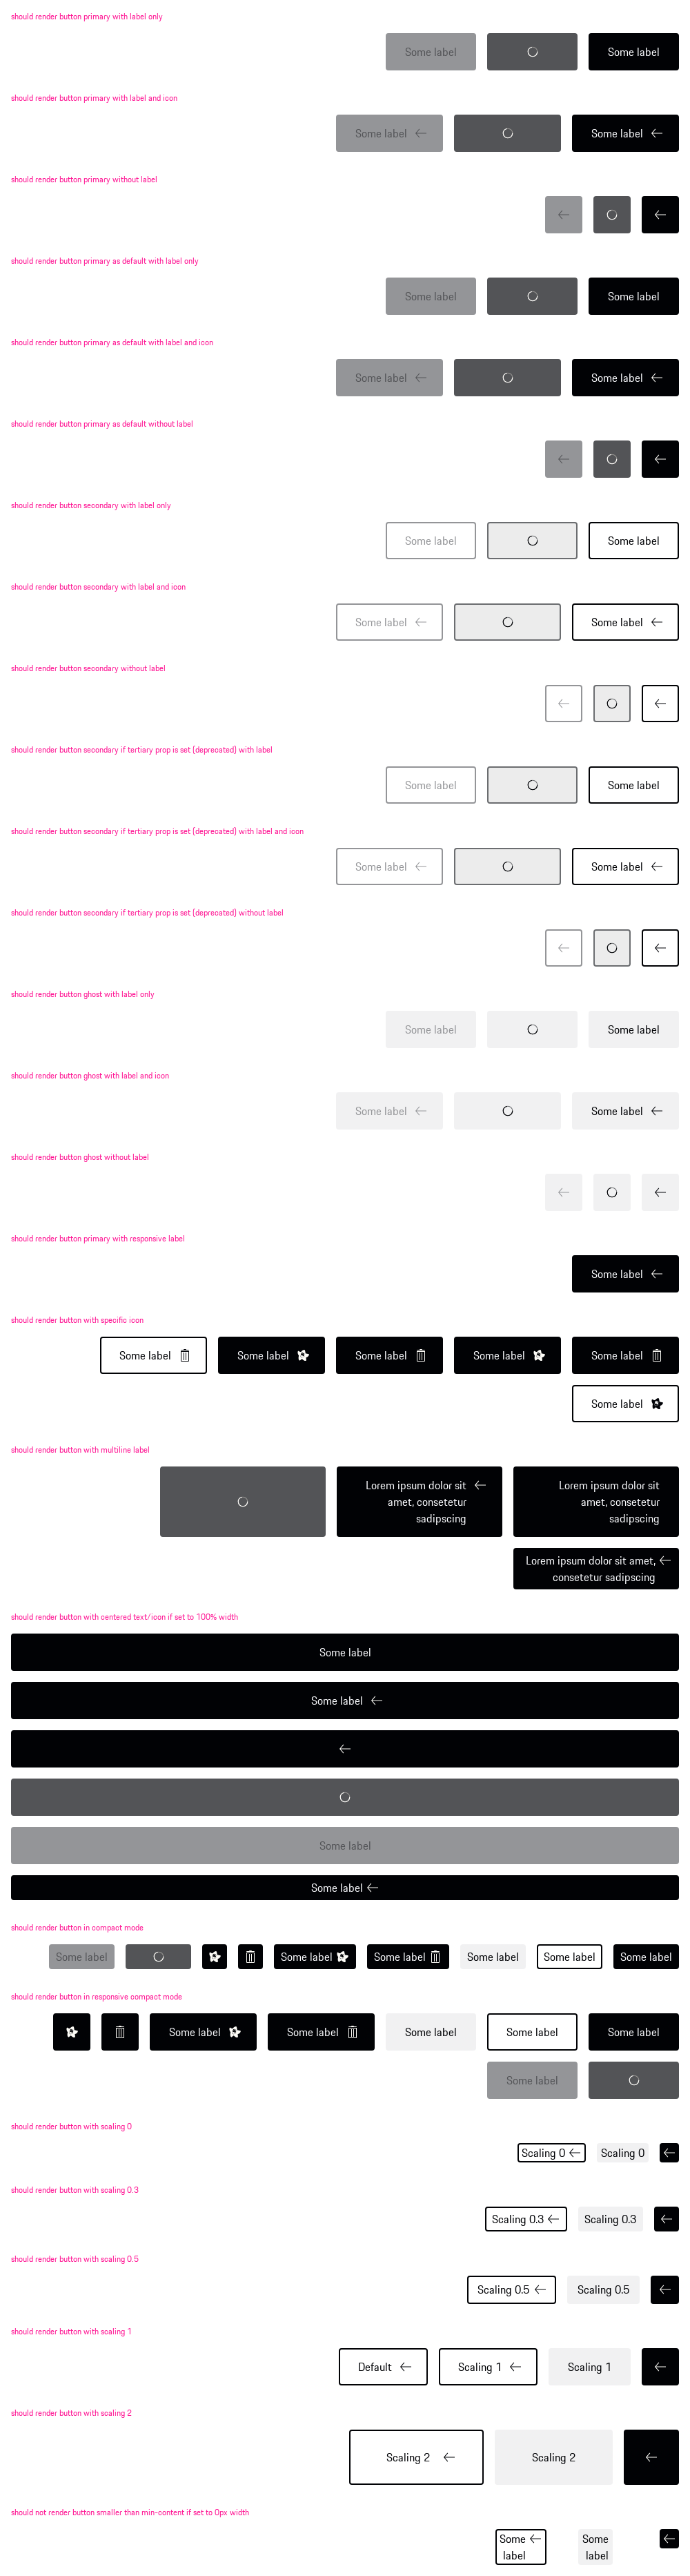 should render button primary with label only
Some label Some label
should render button primary with label and icon
Some label Some label
should render button primary without label
should render button primary as default with label only
Some label Some label
should render button primary as default with label and icon
Some label Some label
should render button primary as default without label
should render button secondary with label only
Some label Some label
should render button secondary with label and icon
Some label Some label
should render button secondary without label
should render button secondary if tertiary prop is set (deprecated) with label
Some label Some label
should render button secondary if tertiary prop is set (deprecated) with label and icon
Some label Some label
should render button secondary if tertiary prop is set (deprecated) without label
should render button ghost with label only
Some label Some label
should render button ghost with label and icon
Some label Some label
should render button ghost without label
should render button primary with responsive label
Some label
should render button with specific icon
Some label Some label Some label Some label Some label
Some label
should render button with multiline label
Lorem ipsum dolor sit Lorem ipsum dolor sit
amet, consetetur amet, consetetur
sadipscing sadipscing
Lorem ipsum dolor sit amet,
consetetur sadipscing
should render button with centered text/icon if set to 100% width
Some label
Some label
Some label
Some label
should render button in compact mode
Some label Some label Some label Some label Some label Some label
should render button in responsive compact mode
Some label Some label Some label Some label Some label
Some label
should render button with scaling 0
Scaling 0 Scaling 0
should render button with scaling 0.3
Scaling 0.3 Scaling 0.3
should render button with scaling 0.5
Scaling 0.5 Scaling 0.5
should render button with scaling 1
Default Scaling 1 Scaling 1
should render button with scaling 2
Scaling 2 Scaling 2
should not render button smaller than min-content if set to 0px width
Some Some
label label